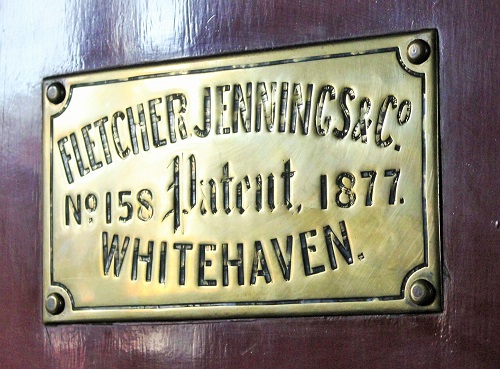 FLETCHER JENNINGS & Co.
No 158 Patent, 1877.
WHITEHAVEN.